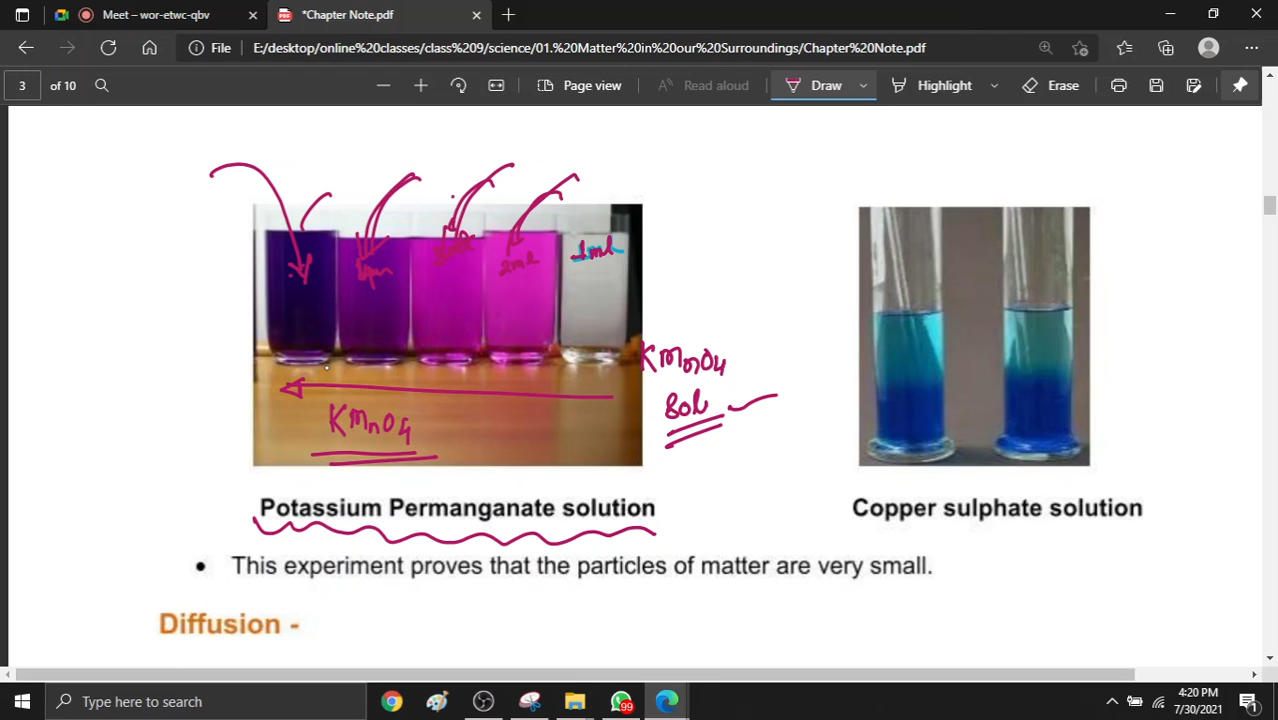 Meet – wor-etwc-qbv
*Chapter Note.pdf
File
E:/desktop/online%20classes/class%209/science/01.%20Matter%20in%20our%20Surroundings/Chapter%20Note.pdf
3
of 10
Page view
Read aloud
Draw
Highlight
Erase
2ml
1ml
KMnO4
Sol
KMnO4
Potassium Permanganate solution
Copper sulphate solution
• This experiment proves that the particles of matter are very small.
Diffusion -
Type here to search
99
4:20 PM
7/30/2021
1